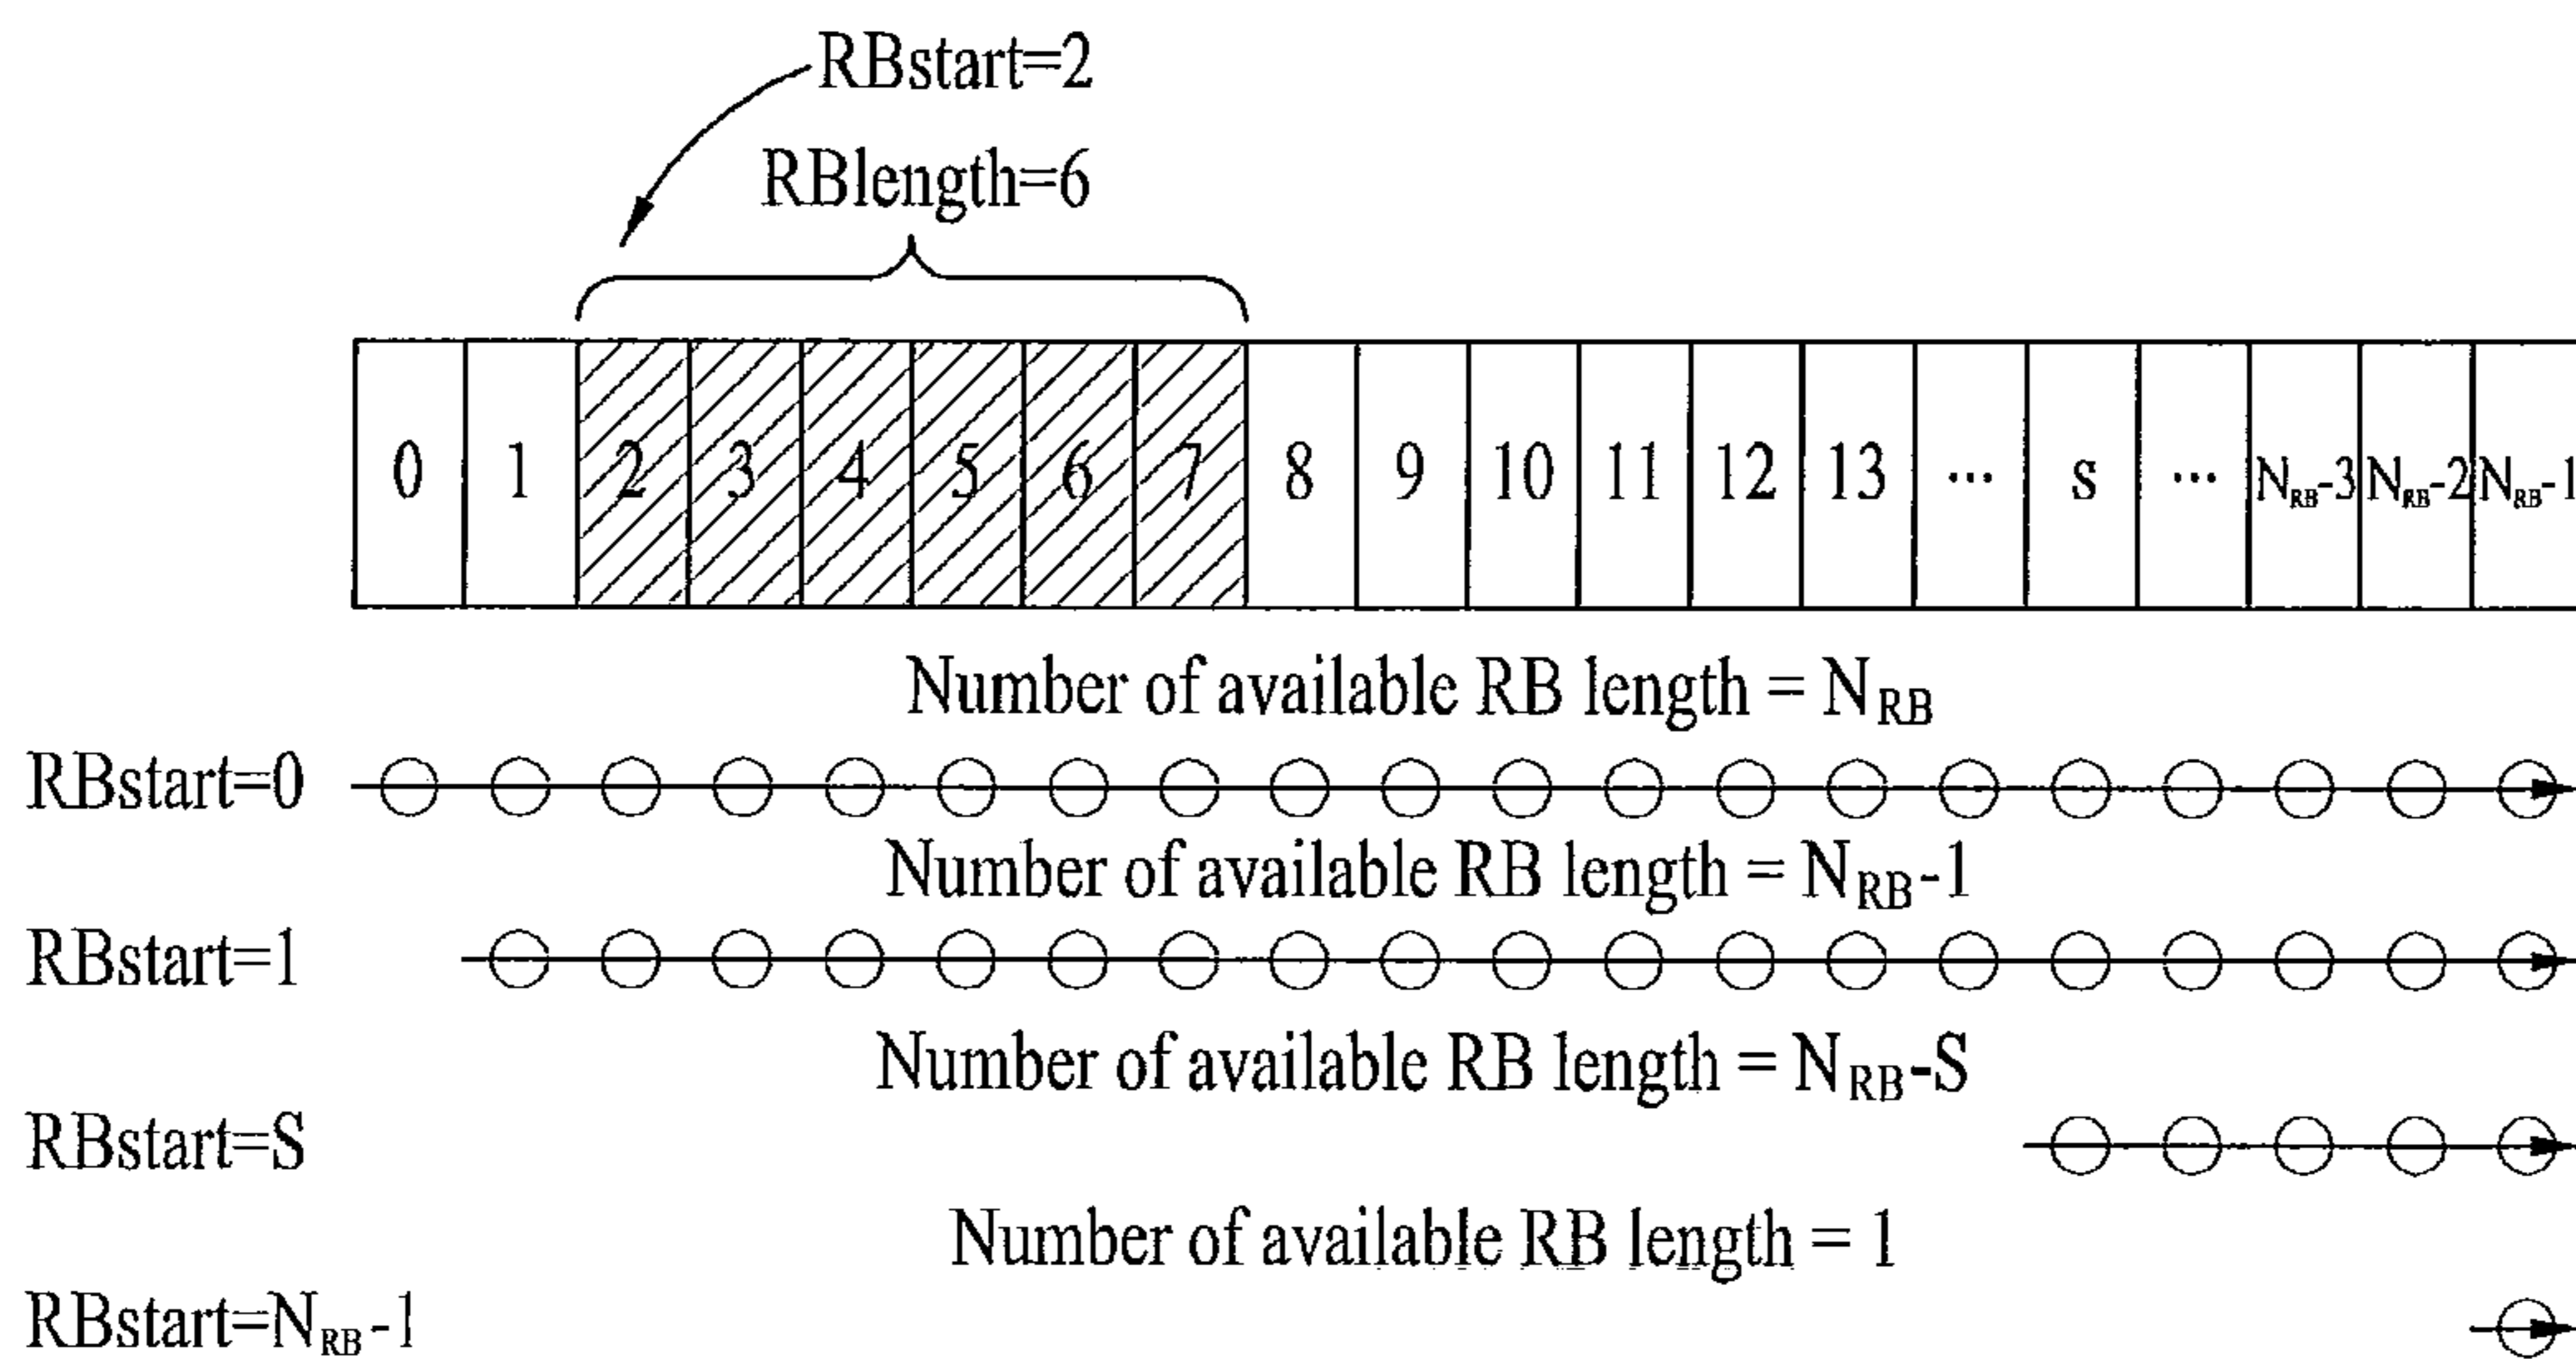 RBstart=2
RBlength=6
0 1 2 3 4 5 6 7 8 9 10 11 12 13 ... s ... N_RB-3 N_RB-2 N_RB-1
Number of available RB length = N_RB
RBstart=0
Number of available RB length = N_RB-1
RBstart=1
Number of available RB length = N_RB-S
RBstart=S
Number of available RB length = 1
RBstart=N_RB-1